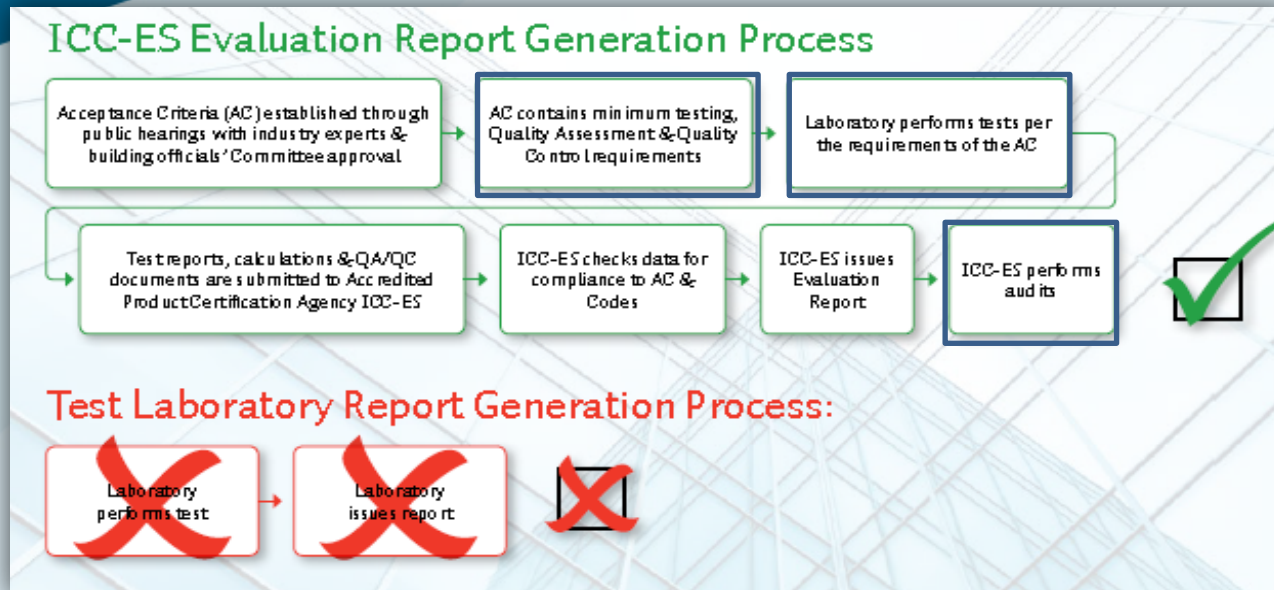 ICC-ES Evaluation Report Generation Process
Acceptance Criteria (AC) established through
public hearings with industry experts &
building officials' Committee approval
AC contains minimum testing,
Quality Assessment & Quality
Control requirements
Laboratory performs tests per
the requirements of the AC
Test reports, calculations & QA/QC
documents are submitted to Accredited
Product Certification Agency ICC-ES
ICC-ES checks data for
compliance to AC &
Codes
ICC-ES issues
Evaluation
Report
ICC-ES performs
audits
Test Laboratory Report Generation Process:
Laboratory
performs test
Laboratory
issues report